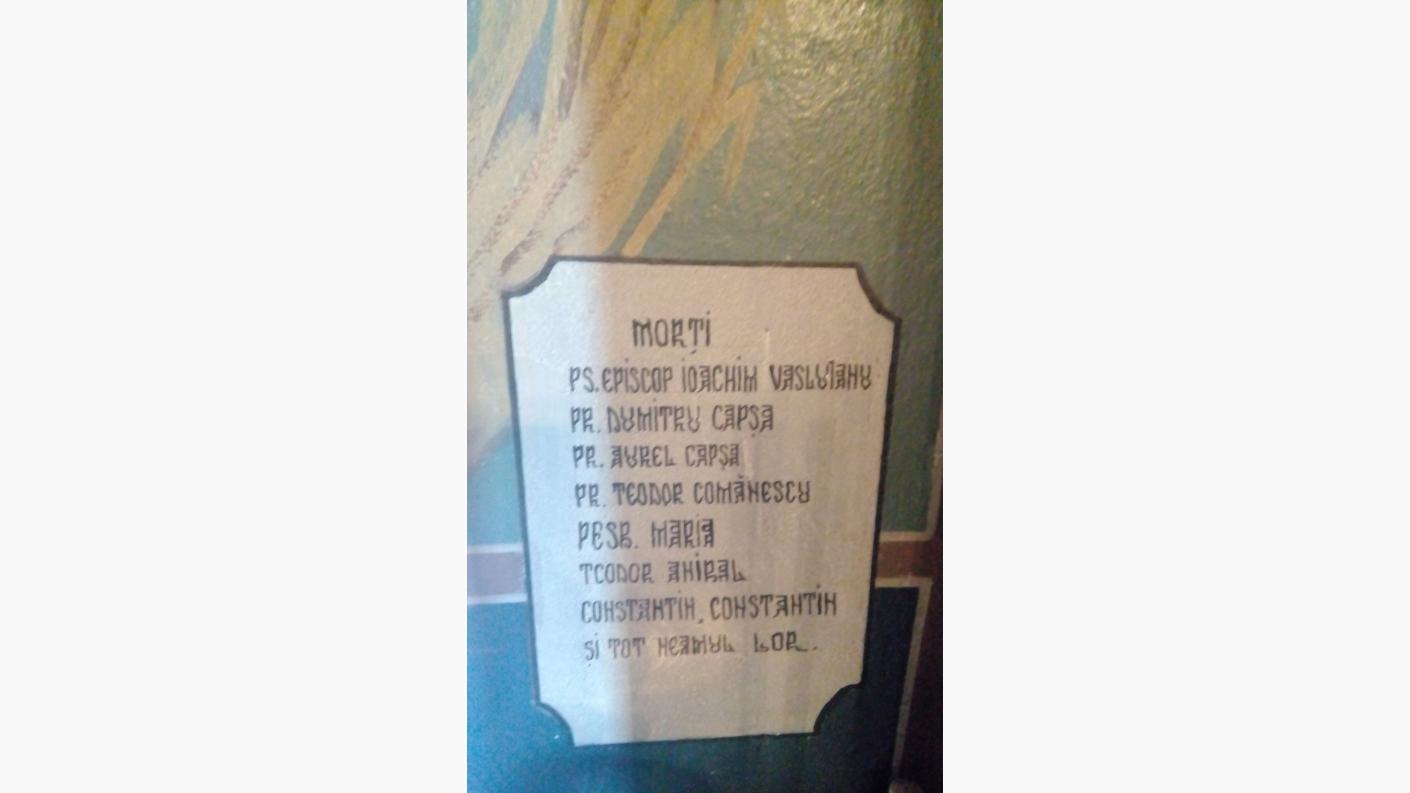 MORȚI
PS. EPISCOP IOACHIM VASLUIANU
PR. DUMITRU CAPȘA
PR. AUREL CAPȘA
PR. TEODOR COMĂNESCU
PESB. MARIA
TEODOR ANIRAL
CONSTANTIN, CONSTANTIN
ȘI TOT NEAMUL LOR.